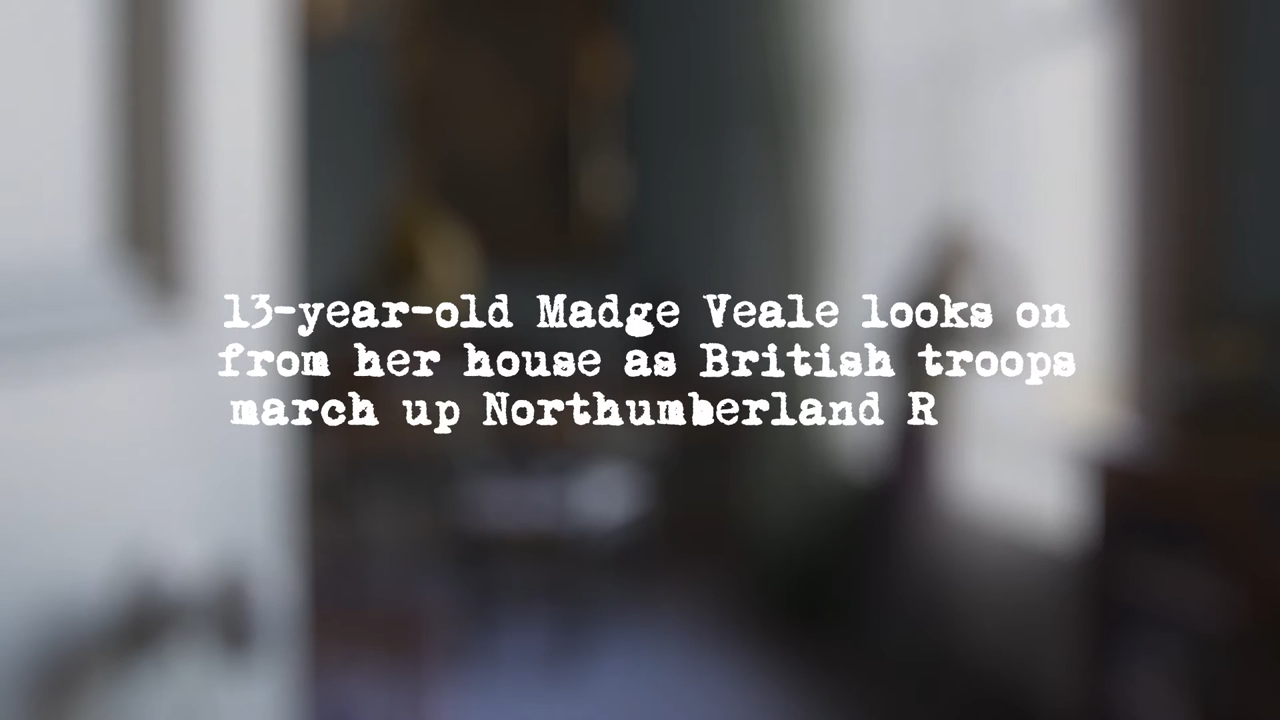 13-year-old Madge Veale looks on
from her house as British troops
march up Northumberland R